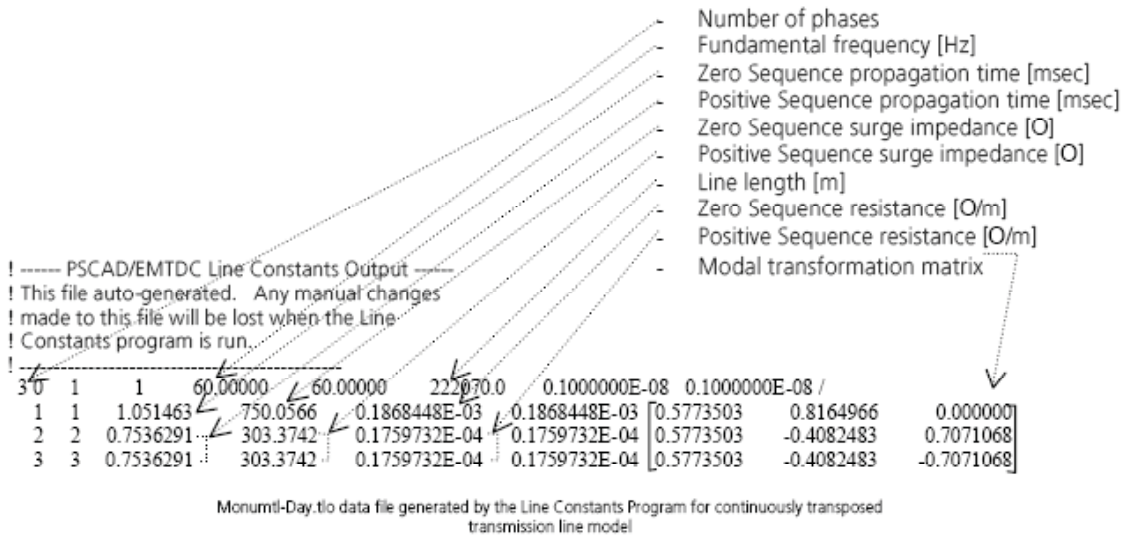 - Number of phases
- Fundamental frequency [Hz]
- Zero Sequence propagation time [msec]
- Positive Sequence propagation time [msec]
- Zero Sequence surge impedance [O]
- Positive Sequence surge impedance [O]
- Line length [m]
- Zero Sequence resistance [O/m]
- Positive Sequence resistance [O/m]
- Modal transformation matrix
! ------ PSCAD/EMTDC Line Constants Output ------
! This file auto-generated. Any manual changes
! made to this file will be lost when the Line
! Constants program is run.
! ------------------------------------------------
3 0 1 1 60.00000 60.00000 222070.0 0.1000000E-08 0.1000000E-08 /
1 1 1.051463 750.0566 0.1868448E-03 0.1868448E-03 0.5773503 0.8164966 0.000000
2 2 0.7536291 303.3742 0.1759732E-04 0.1759732E-04 0.5773503 -0.4082483 0.7071068
3 3 0.7536291 303.3742 0.1759732E-04 0.1759732E-04 0.5773503 -0.4082483 -0.7071068
Monumtl-Day.tlo data file generated by the Line Constants Program for continuously transposed
transmission line model